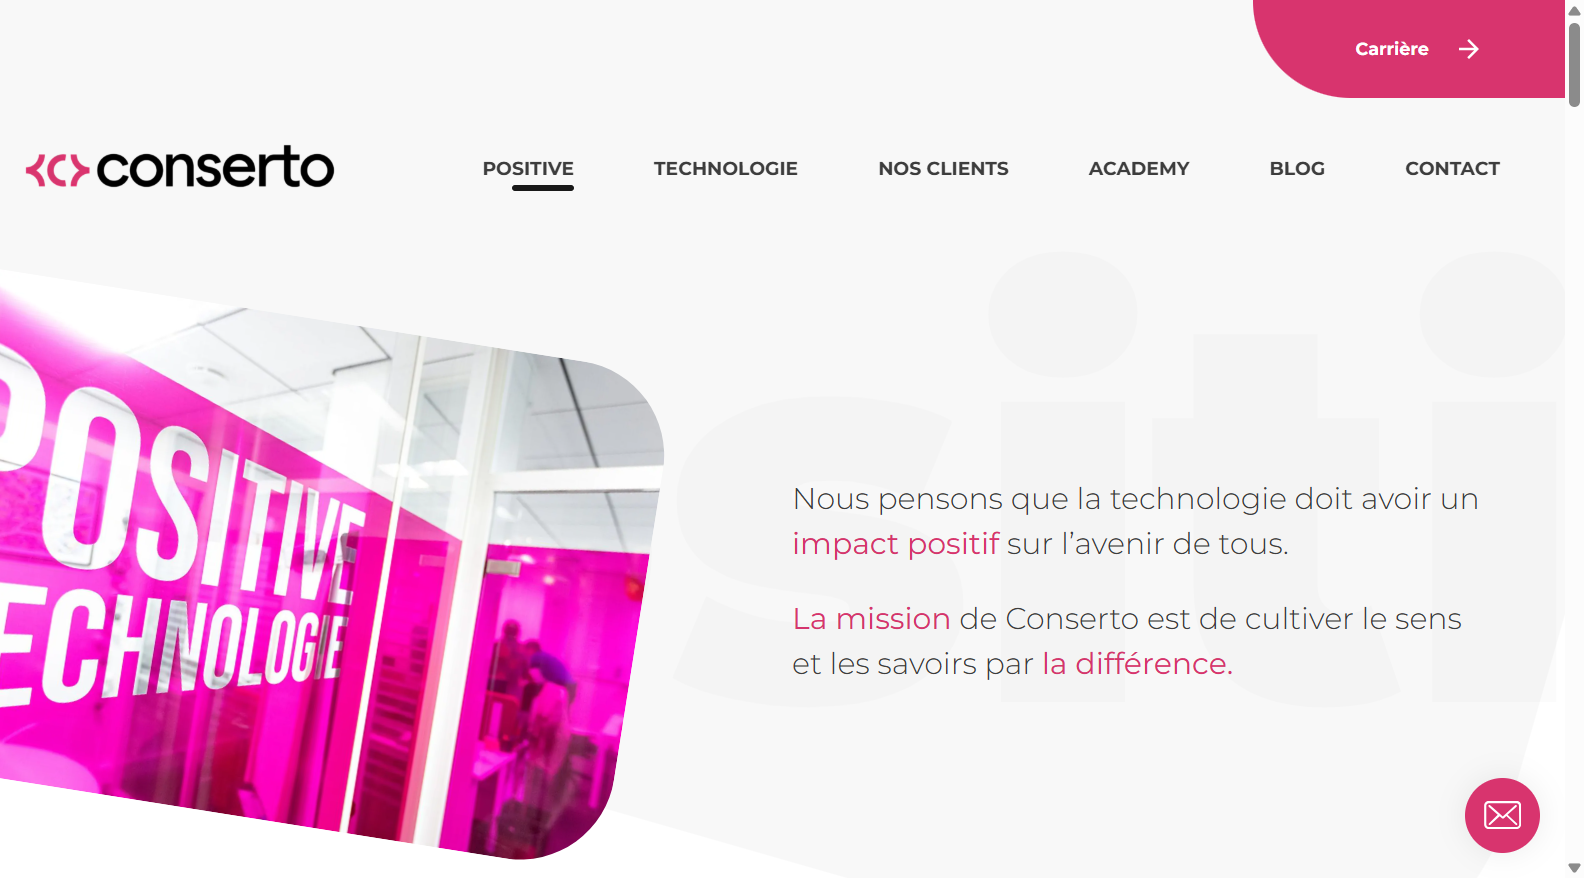 Carrière
conserto
POSITIVE
TECHNOLOGIE
NOS CLIENTS
ACADEMY
BLOG
CONTACT
siti
POSITIVE
ECHNOLOGIE
Nous pensons que la technologie doit avoir un
impact positif sur l’avenir de tous.
La mission de Conserto est de cultiver le sens
et les savoirs par la différence.